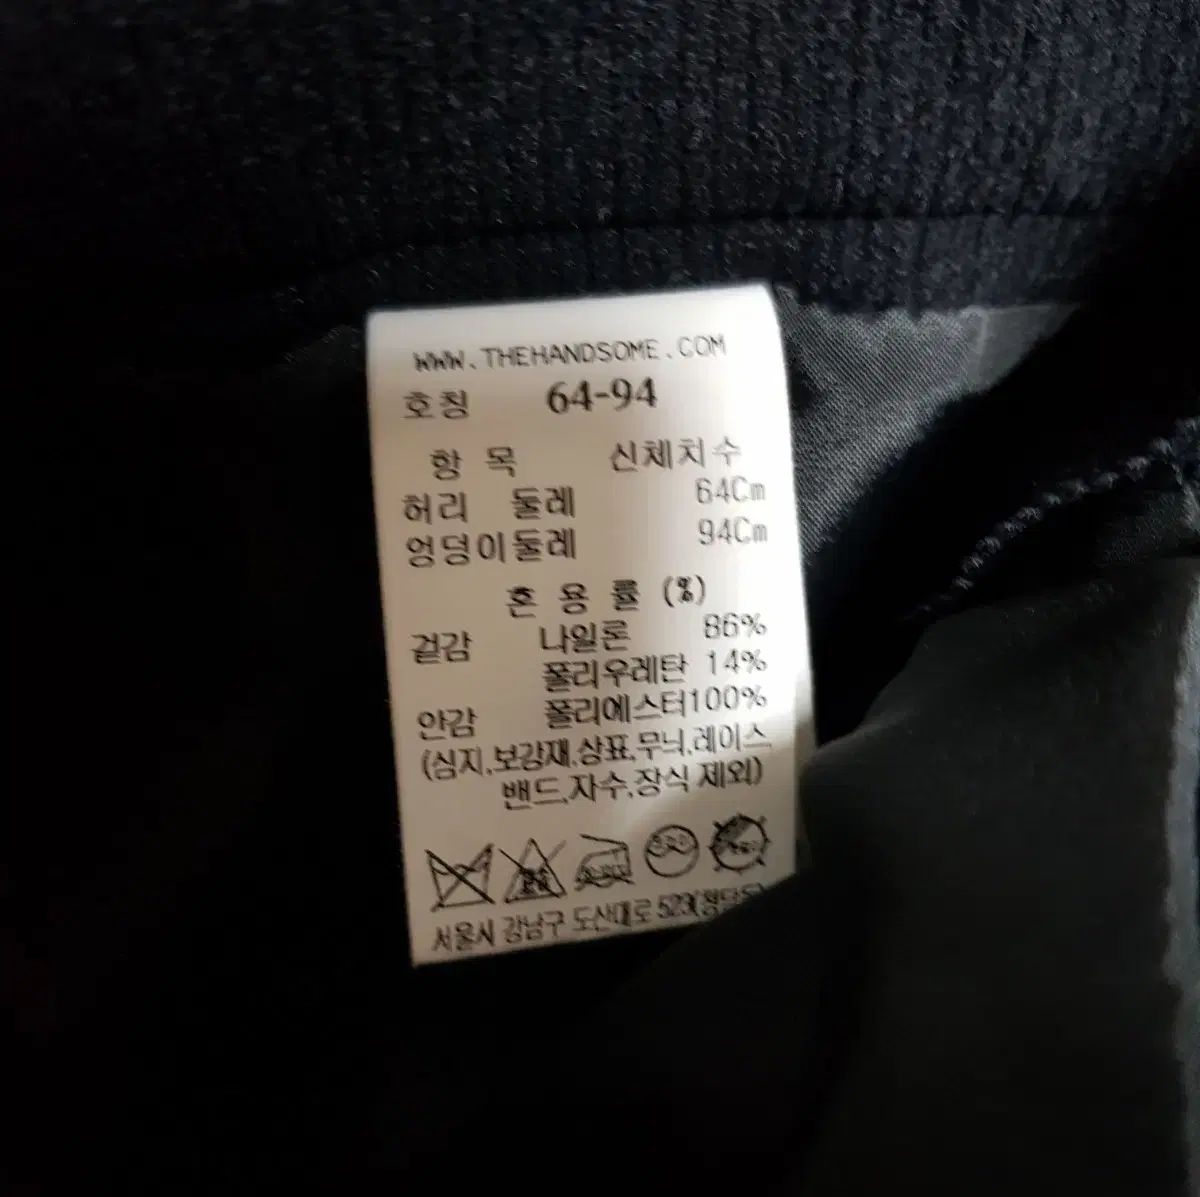 WWW.THEHANDSOME.COM
호칭 64-94
항 목 신체치수
허리 둘레 64Cm
엉덩이둘레 94Cm
혼 용 률 (%)
겉감 나일론 86%
폴리우레탄 14%
안감 폴리에스터100%
(심지,보강재,상표,무늬,레이스,
밴드,자수,장식 제외)
서울시 강남구 도산대로 523(청담동)